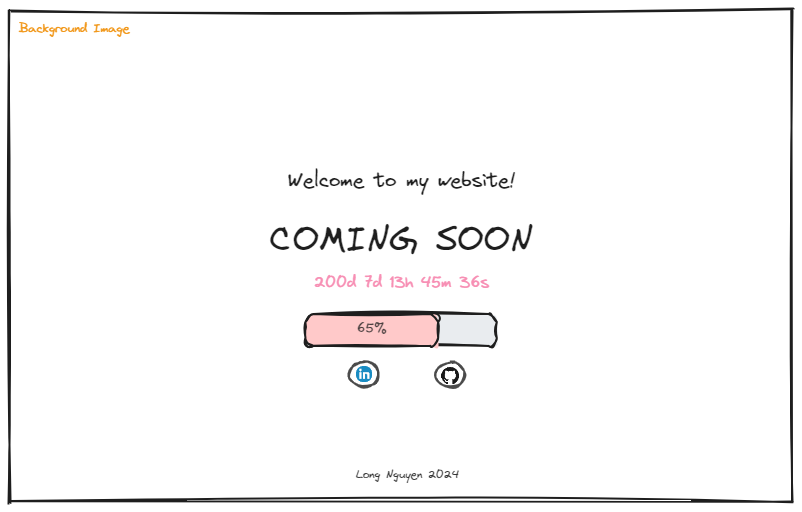 Background Image
Welcome to my website!
COMING SOON
200d 7d 13h 45m 36s
65%
in
Long Nguyen 2024